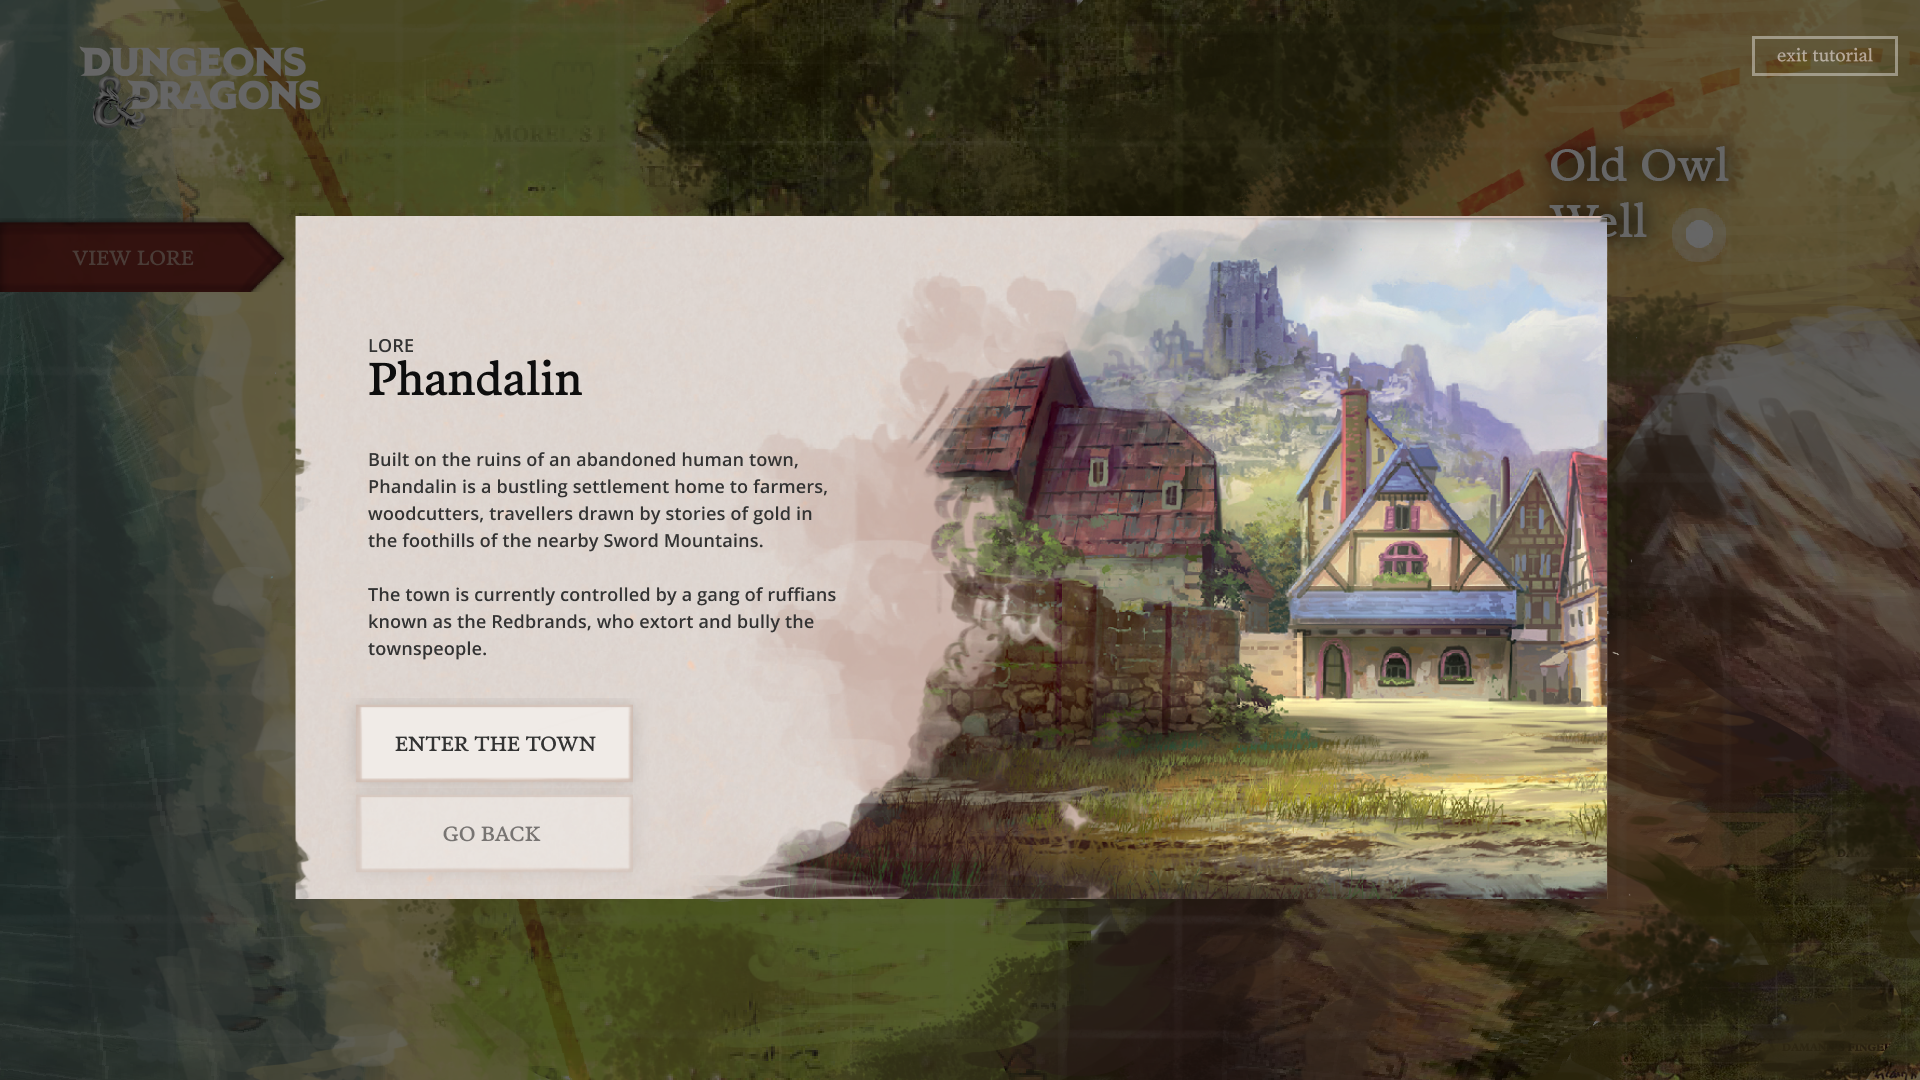 DUNGEONS
& DRAGONS
exit tutorial
Old Owl
Well
VIEW LORE
LORE
Phandalin
Built on the ruins of an abandoned human town,
Phandalin is a bustling settlement home to farmers,
woodcutters, travellers drawn by stories of gold in
the foothills of the nearby Sword Mountains.
The town is currently controlled by a gang of ruffians
known as the Redbrands, who extort and bully the
townspeople.
ENTER THE TOWN
GO BACK